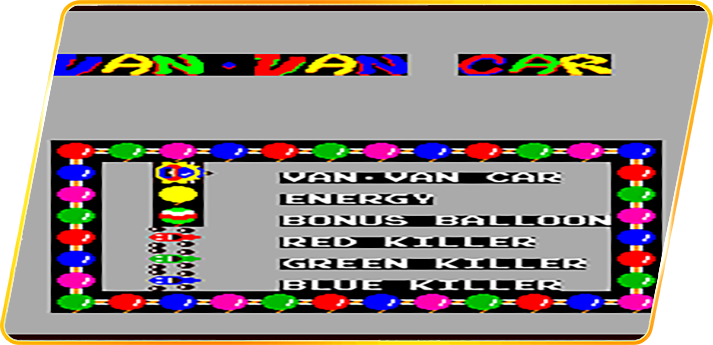 VAN·VAN CAR
VAN·VAN CAR
ENERGY
BONUS BALLOON
RED KILLER
GREEN KILLER
BLUE KILLER